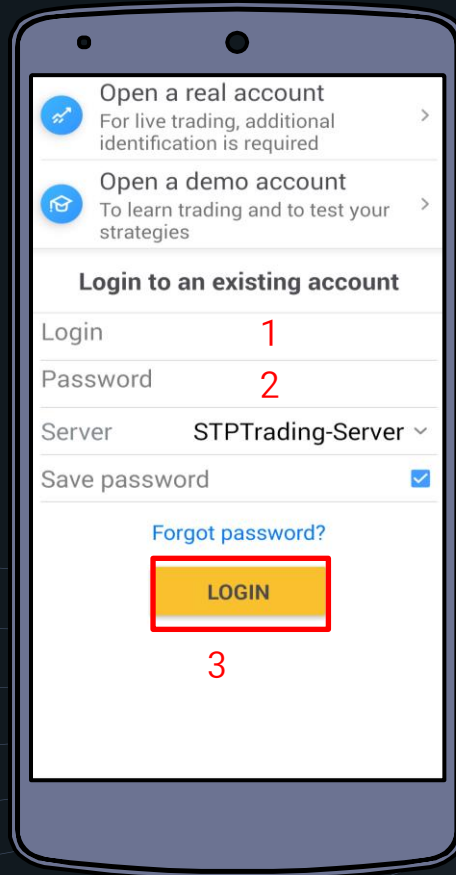 Open a real account
For live trading, additional
identification is required
Open a demo account
To learn trading and to test your
strategies
Login to an existing account
Login 1
Password 2
Server STPTrading-Server
Save password
Forgot password?
LOGIN
3